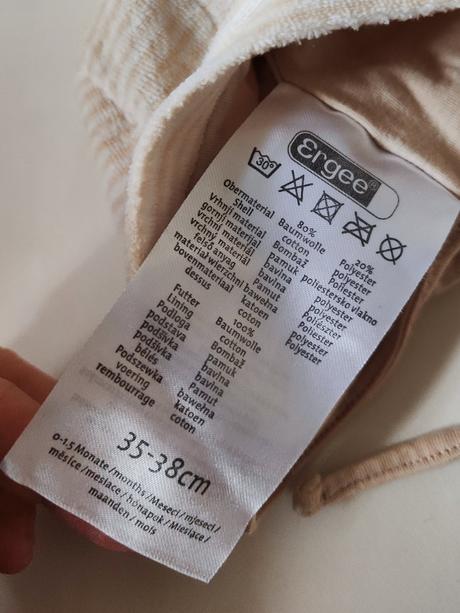 ergee®
30°
Obermaterial 80% 20%
Vrhnji material Baumwolle Polyester
Shell cotton polyester
gornji materijal Bombaž Poliester
vrchní materiál pamuk poliestersko vlakno
vrchný materiál bavlna polyester
felső anyag bavlna polyester
materiał wierzchni Pamut Poliészter
bovenmateriaal bawełna poliester
dessus katoen polyester
coton Polyester
Futter 100%
Lining Baumwolle
Podloga cotton
podstava Bombaž
podšívka pamuk
podšívka bavlna
bélés bavlna
Podszewka Pamut
voering bawełna
rembourrage katoen
coton
35-38cm
0-1,5 Monate/months/Meseci/mjeseci/
měsíce/mesiace/hónapok/Miesiące/
maanden/mois